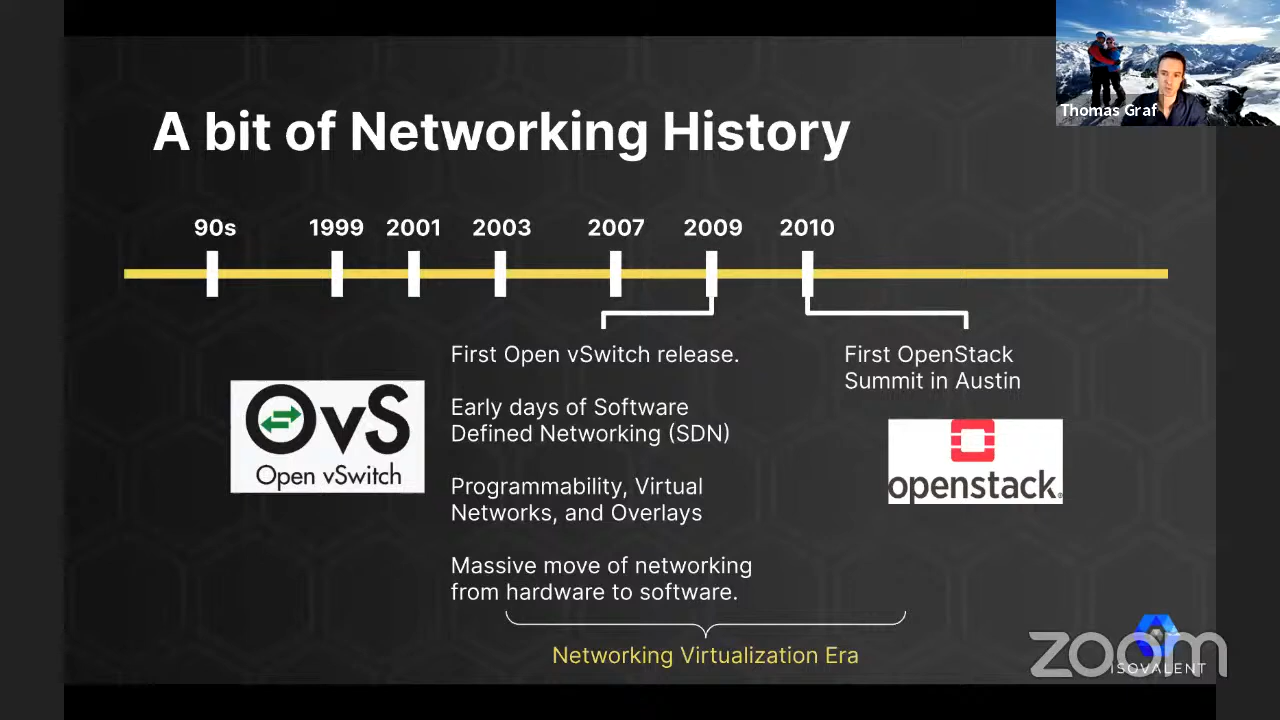 Thomas Graf
A bit of Networking History
90s 1999 2001 2003 2007 2009 2010
First Open vSwitch release.
Early days of Software
Defined Networking (SDN)
Programmability, Virtual
Networks, and Overlays
Massive move of networking
from hardware to software.
OvS
Open vSwitch
First OpenStack
Summit in Austin
openstack.
Networking Virtualization Era
zoom
ISOVALENT